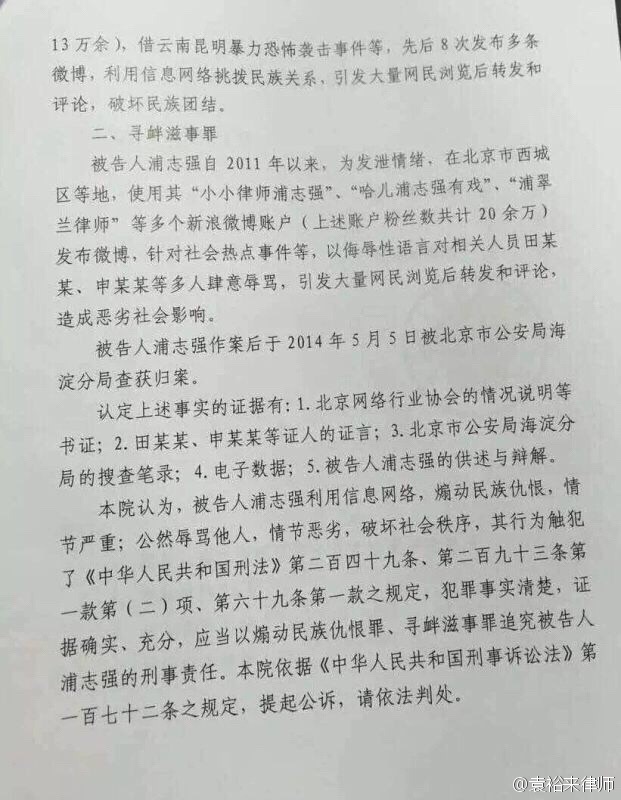 13 万余），借云南昆明暴力恐怖袭击事件等，先后 8 次发布多条
微博，利用信息网络挑拨民族关系，引发大量网民浏览后转发和
评论，破坏民族团结。
二、寻衅滋事罪
被告人浦志强自 2011 年以来，为发泄情绪，在北京市西城
区等地，使用其“小小律师浦志强”、“哈儿浦志强有戏”、“浦翠
兰律师”等多个新浪微博账户（上述账户粉丝数共计 20 余万）
发布微博，针对社会热点事件等，以侮辱性语言对相关人员田某
某、申某某等多人肆意辱骂，引发大量网民浏览后转发和评论，
造成恶劣社会影响。
被告人浦志强作案后于 2014 年 5 月 5 日被北京市公安局海
淀分局查获归案。
认定上述事实的证据有：1.北京网络行业协会的情况说明等
书证；2.田某某、申某某等证人的证言；3.北京市公安局海淀分
局的搜查笔录；4.电子数据；5.被告人浦志强的供述与辩解。
本院认为，被告人浦志强利用信息网络，煽动民族仇恨，情
节严重；公然辱骂他人，情节恶劣，破坏社会秩序，其行为触犯
了《中华人民共和国刑法》第二百四十九条、第二百九十三条第
一款第（二）项、第六十九条第一款之规定，犯罪事实清楚，证
据确实、充分，应当以煽动民族仇恨罪、寻衅滋事罪追究被告人
浦志强的刑事责任。本院依据《中华人民共和国刑事诉讼法》第
一百七十二条之规定，提起公诉，请依法判处。
@袁裕来律师